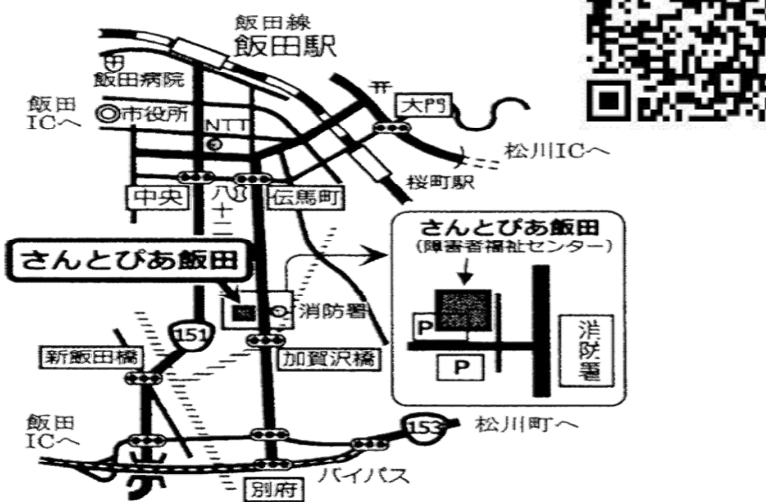 飯田線
飯田駅
飯田病院
飯田
ICへ
市役所
NTT
大門
松川ICへ
桜町駅
中央
八十二
伝馬町
さんとぴあ飯田
消防署
151
新飯田橋
加賀沢橋
さんとぴあ飯田
(障害者福祉センター)
P
P
消防署
飯田
ICへ
153
松川町へ
バイパス
別府